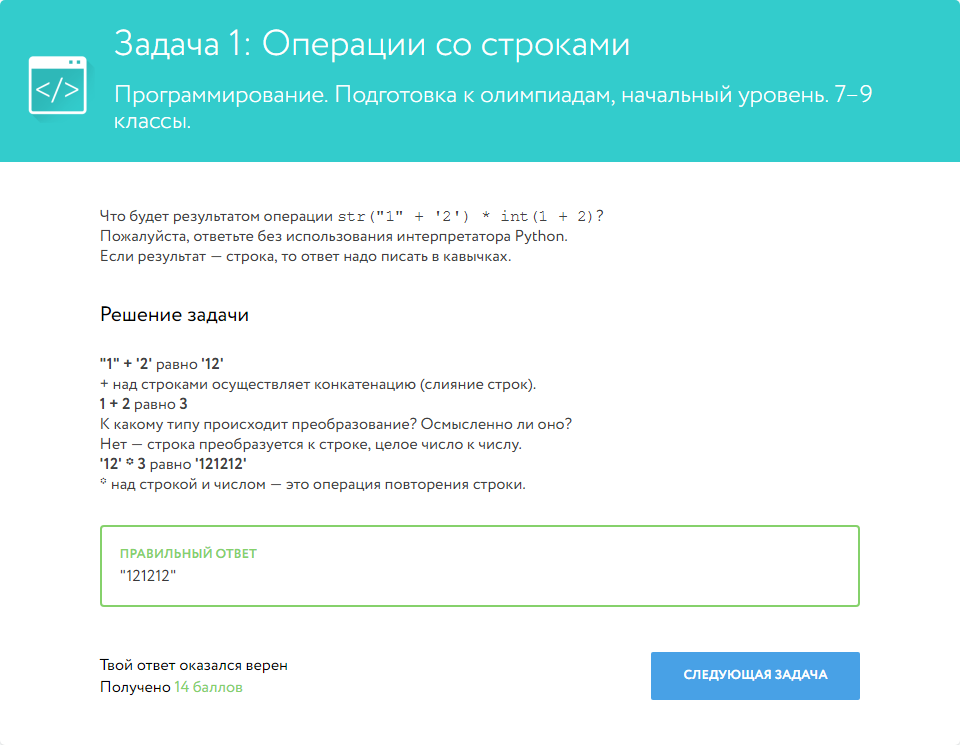 Задача 1: Операции со строками
</>
Программирование. Подготовка к олимпиадам, начальный уровень. 7–9
классы.
Что будет результатом операции str("1" + '2') * int(1 + 2)?
Пожалуйста, ответьте без использования интерпретатора Python.
Если результат — строка, то ответ надо писать в кавычках.
Решение задачи
"1" + '2' равно '12'
+ над строками осуществляет конкатенацию (слияние строк).
1 + 2 равно 3
К какому типу происходит преобразование? Осмысленно ли оно?
Нет — строка преобразуется к строке, целое число к числу.
'12' * 3 равно '121212'
* над строкой и числом — это операция повторения строки.
ПРАВИЛЬНЫЙ ОТВЕТ
"121212"
Твой ответ оказался верен
Получено 14 баллов
СЛЕДУЮЩАЯ ЗАДАЧА